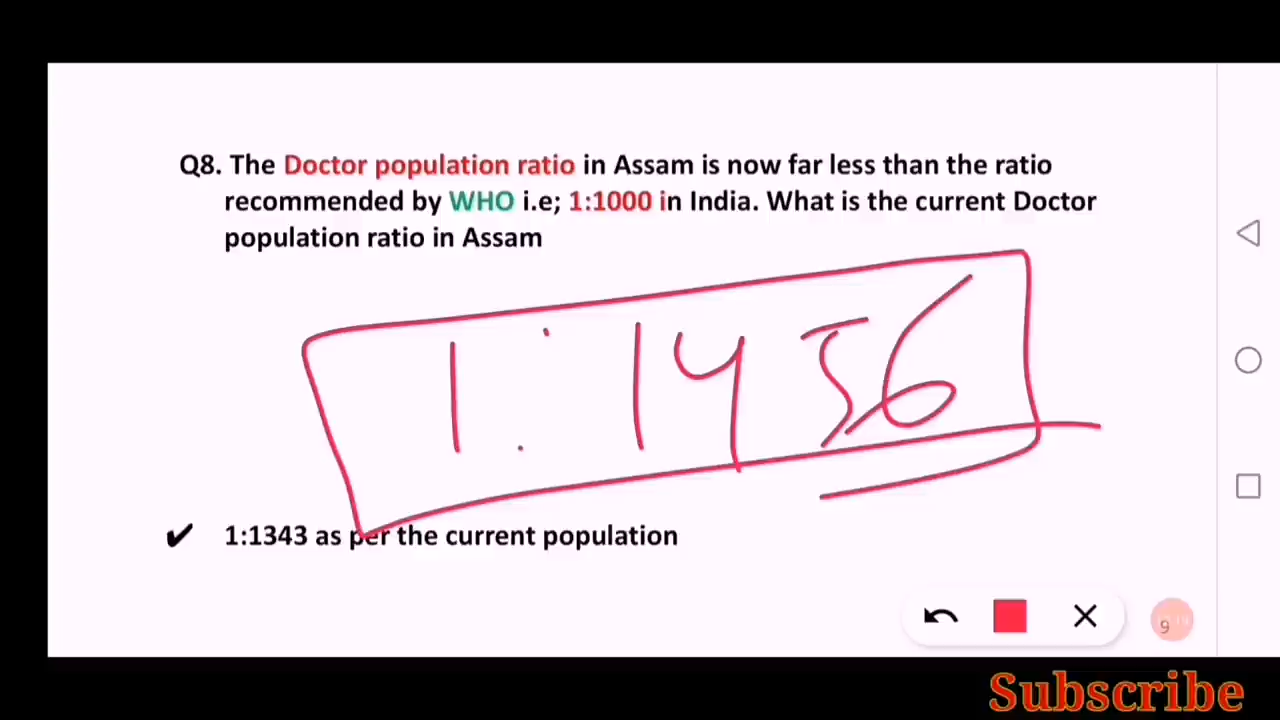 Q8. The Doctor population ratio in Assam is now far less than the ratio
recommended by WHO i.e; 1:1000 in India. What is the current Doctor
population ratio in Assam
1:1456
✔ 1:1343 as per the current population
9
Subscribe